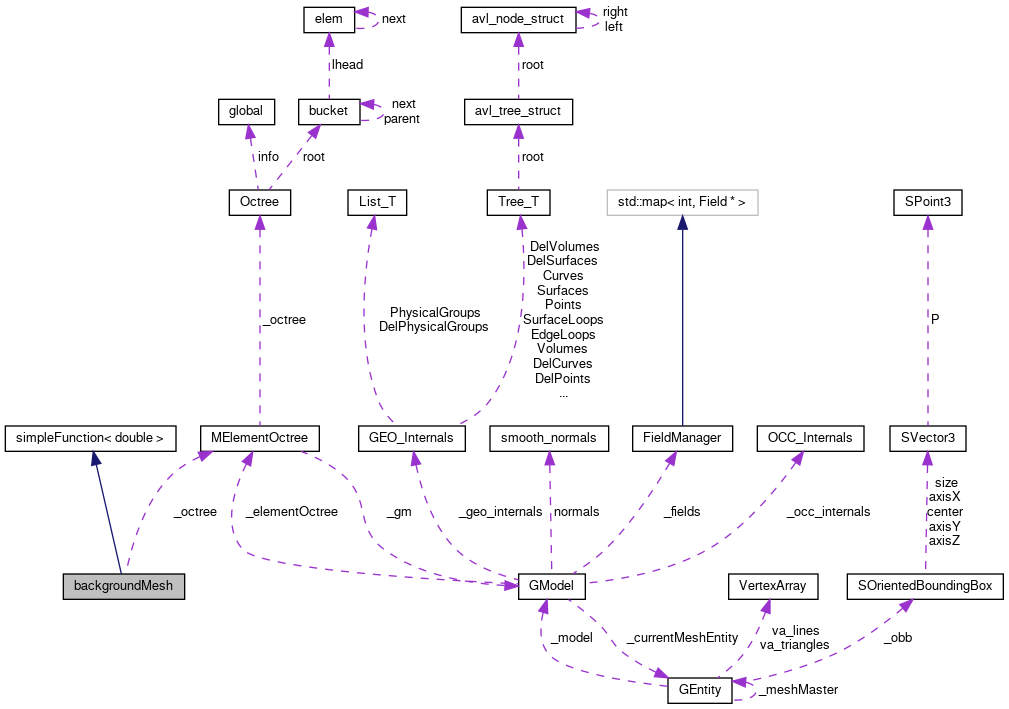 elem
next
avl_node_struct
right
left
lhead
root
global
bucket
next
parent
avl_tree_struct
info
root
root
Octree
List_T
Tree_T
std::map< int, Field * >
SPoint3
_octree
PhysicalGroups
DelPhysicalGroups
DelVolumes
DelSurfaces
Curves
Surfaces
Points
SurfaceLoops
EdgeLoops
Volumes
DelCurves
DelPoints
...
P
simpleFunction< double >
MElementOctree
GEO_Internals
smooth_normals
FieldManager
OCC_Internals
SVector3
_octree
_elementOctree
_gm
_geo_internals
normals
_fields
_occ_internals
size
axisX
center
axisY
axisZ
backgroundMesh
GModel
VertexArray
SOrientedBoundingBox
_model
_currentMeshEntity
va_lines
va_triangles
_obb
GEntity
_meshMaster